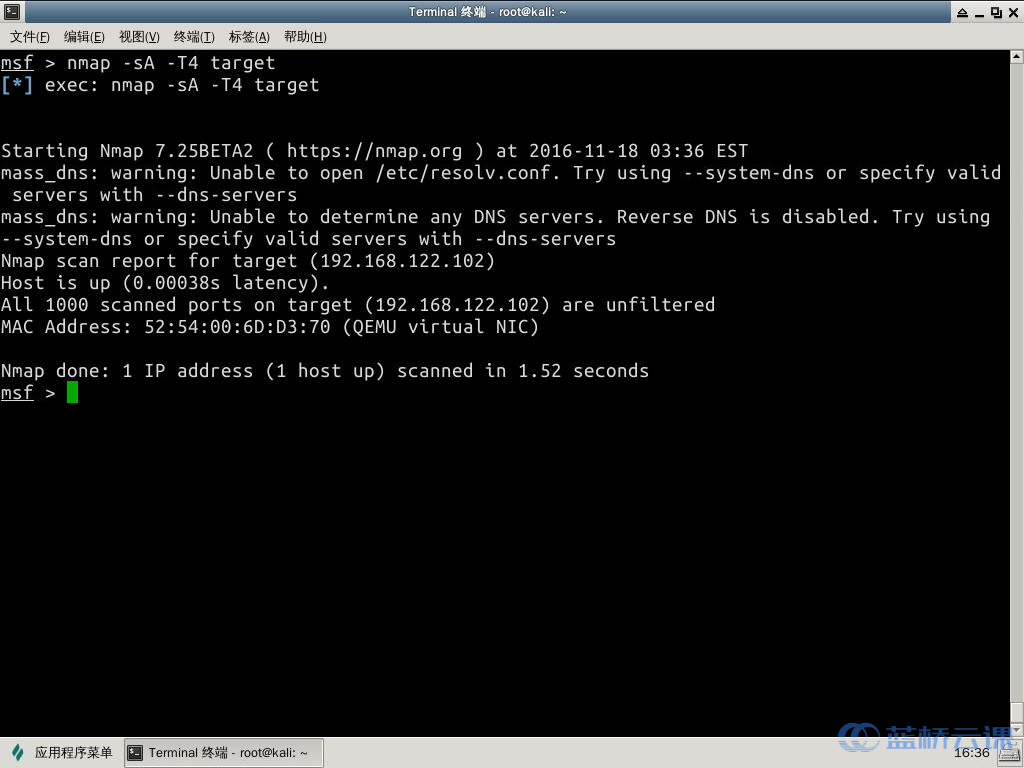 Terminal 终端 - root@kali: ~
文件(F) 编辑(E) 视图(V) 终端(T) 标签(A) 帮助(H)
msf > nmap -sA -T4 target
[*] exec: nmap -sA -T4 target
Starting Nmap 7.25BETA2 ( https://nmap.org ) at 2016-11-18 03:36 EST
mass_dns: warning: Unable to open /etc/resolv.conf. Try using --system-dns or specify valid
servers with --dns-servers
mass_dns: warning: Unable to determine any DNS servers. Reverse DNS is disabled. Try using
--system-dns or specify valid servers with --dns-servers
Nmap scan report for target (192.168.122.102)
Host is up (0.00038s latency).
All 1000 scanned ports on target (192.168.122.102) are unfiltered
MAC Address: 52:54:00:6D:D3:70 (QEMU virtual NIC)
Nmap done: 1 IP address (1 host up) scanned in 1.52 seconds
msf >
蓝桥云课
应用程序菜单 Terminal 终端 - root@kali: ~ 16:36